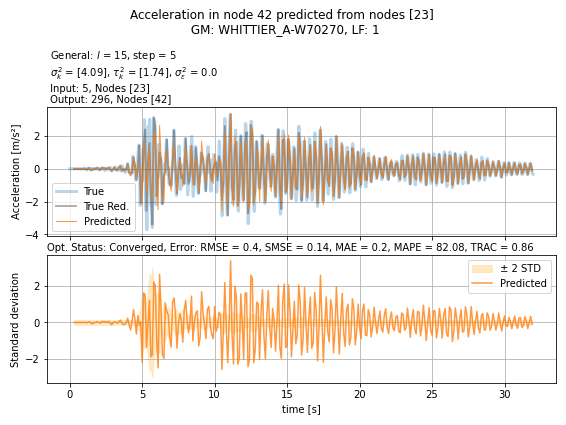 Acceleration in node 42 predicted from nodes [23]
GM: WHITTIER_A-W70270, LF: 1
General: l = 15, step = 5
σ²ₖ = [4.09], τ²ₖ = [1.74], σ²ε = 0.0
Input: 5, Nodes [23]
Output: 296, Nodes [42]
Acceleration [m/s²]
2
0
−2
−4
True
True Red.
Predicted
Opt. Status: Converged, Error: RMSE = 0.4, SMSE = 0.14, MAE = 0.2, MAPE = 82.08, TRAC = 0.86
Standard deviation
2
0
−2
± 2 STD
Predicted
0 5 10 15 20 25 30
time [s]